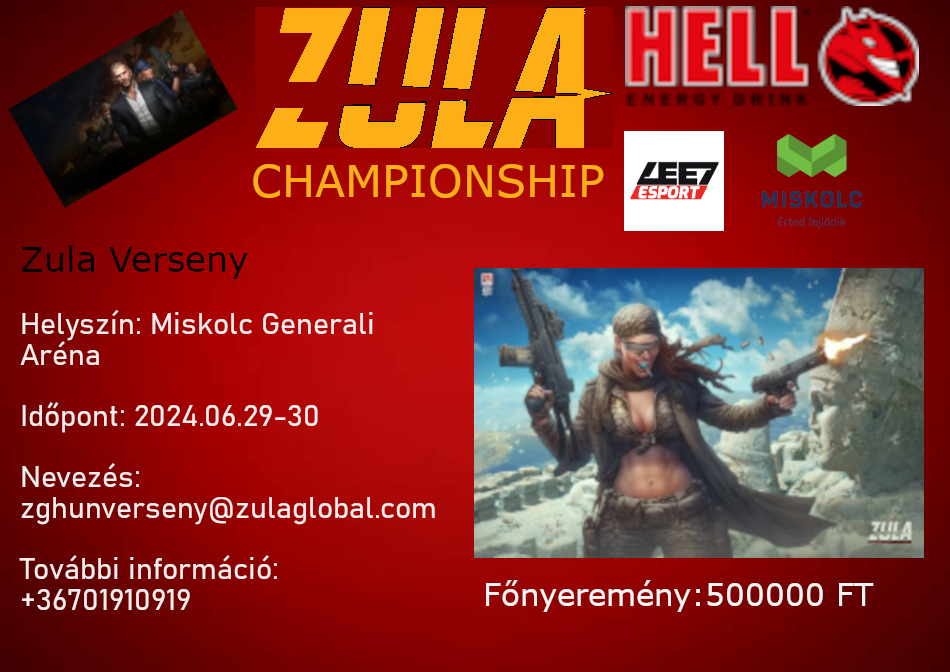 ZULA
CHAMPIONSHIP
HELL
ENERGY DRINK
LEET
ESPORT
MISKOLC
Érted fejlődik
Zula Verseny
Helyszín: Miskolc Generali
Aréna
Időpont: 2024.06.29-30
Nevezés:
zghunverseny@zulaglobal.com
További információ:
+36701910919
ZULA
Főnyeremény:500000 FT